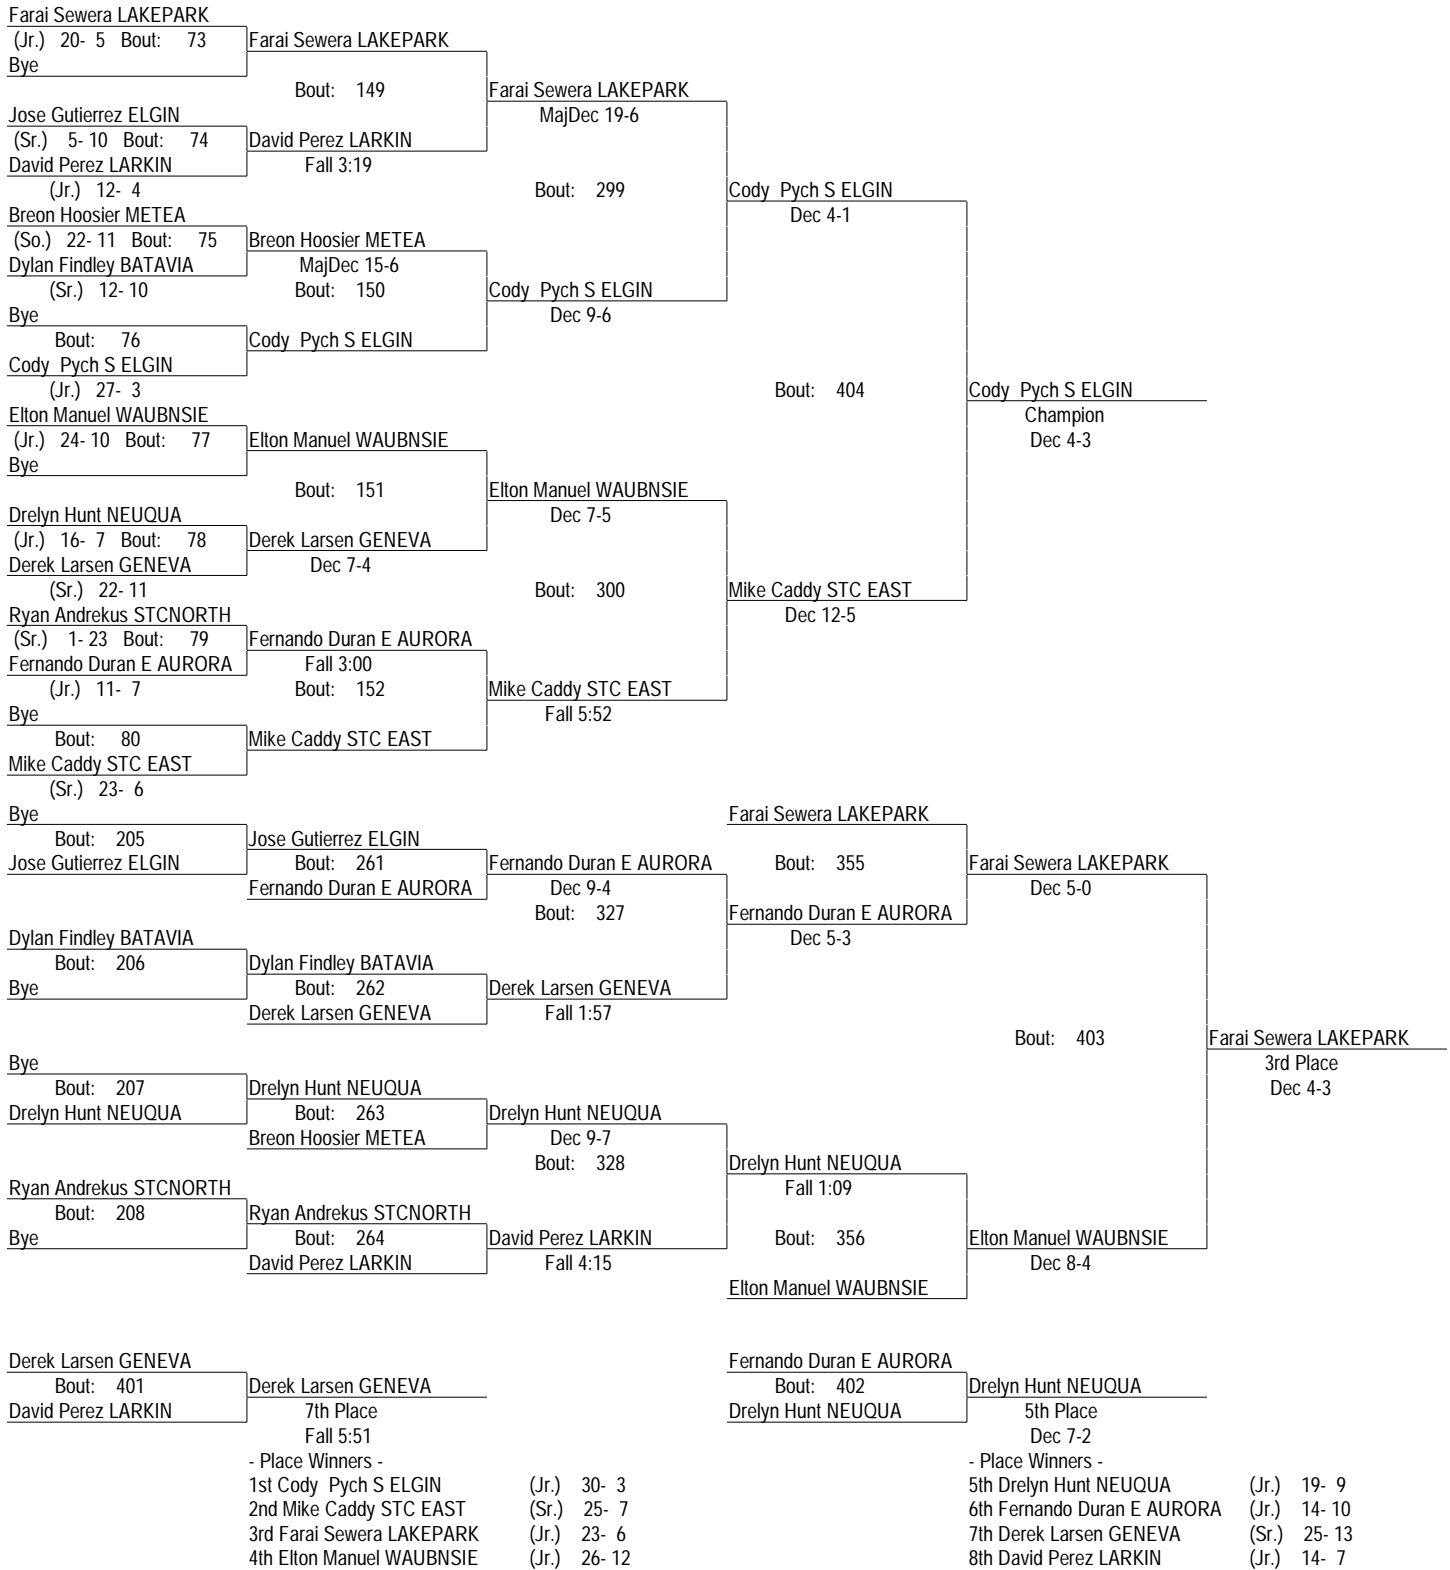 Farai Sewera LAKEPARK
(Jr.) 20- 5 Bout: 73 Farai Sewera LAKEPARK
Bye
Bout: 149 Farai Sewera LAKEPARK
Jose Gutierrez ELGIN MajDec 19-6
(Sr.) 5- 10 Bout: 74 David Perez LARKIN
David Perez LARKIN Fall 3:19
(Jr.) 12- 4 Bout: 299 Cody Pych S ELGIN
Breon Hoosier METEA Dec 4-1
(So.) 22- 11 Bout: 75 Breon Hoosier METEA
Dylan Findley BATAVIA MajDec 15-6
(Sr.) 12- 10 Bout: 150 Cody Pych S ELGIN
Bye Dec 9-6
Bout: 76 Cody Pych S ELGIN
Cody Pych S ELGIN
(Jr.) 27- 3 Bout: 404 Cody Pych S ELGIN
Elton Manuel WAUBNSIE Champion
(Jr.) 24- 10 Bout: 77 Elton Manuel WAUBNSIE Dec 4-3
Bye
Bout: 151 Elton Manuel WAUBNSIE
Drelyn Hunt NEUQUA Dec 7-5
(Jr.) 16- 7 Bout: 78 Derek Larsen GENEVA
Derek Larsen GENEVA Dec 7-4
(Sr.) 22- 11 Bout: 300 Mike Caddy STC EAST
Ryan Andrekus STCNORTH Dec 12-5
(Sr.) 1- 23 Bout: 79 Fernando Duran E AURORA
Fernando Duran E AURORA Fall 3:00
(Jr.) 11- 7 Bout: 152 Mike Caddy STC EAST
Bye Fall 5:52
Bout: 80 Mike Caddy STC EAST
Mike Caddy STC EAST
(Sr.) 23- 6
Bye Farai Sewera LAKEPARK
Bout: 205 Jose Gutierrez ELGIN
Jose Gutierrez ELGIN Bout: 261 Fernando Duran E AURORA Bout: 355 Farai Sewera LAKEPARK
Fernando Duran E AURORA Dec 9-4 Dec 5-0
Bout: 327 Fernando Duran E AURORA
Dylan Findley BATAVIA Dec 5-3
Bout: 206 Dylan Findley BATAVIA
Bye Bout: 262 Derek Larsen GENEVA
Derek Larsen GENEVA Fall 1:57
Bout: 403 Farai Sewera LAKEPARK
Bye 3rd Place
Bout: 207 Drelyn Hunt NEUQUA Dec 4-3
Drelyn Hunt NEUQUA Bout: 263 Drelyn Hunt NEUQUA
Breon Hoosier METEA Dec 9-7
Bout: 328 Drelyn Hunt NEUQUA
Ryan Andrekus STCNORTH Fall 1:09
Bout: 208 Ryan Andrekus STCNORTH
Bye Bout: 264 David Perez LARKIN Bout: 356 Elton Manuel WAUBNSIE
David Perez LARKIN Fall 4:15 Dec 8-4
Elton Manuel WAUBNSIE
Derek Larsen GENEVA Fernando Duran E AURORA
Bout: 401 Derek Larsen GENEVA Bout: 402 Drelyn Hunt NEUQUA
David Perez LARKIN 7th Place Drelyn Hunt NEUQUA 5th Place
Fall 5:51 Dec 7-2
- Place Winners - - Place Winners -
1st Cody Pych S ELGIN (Jr.) 30- 3 5th Drelyn Hunt NEUQUA (Jr.) 19- 9
2nd Mike Caddy STC EAST (Sr.) 25- 7 6th Fernando Duran E AURORA (Jr.) 14- 10
3rd Farai Sewera LAKEPARK (Jr.) 23- 6 7th Derek Larsen GENEVA (Sr.) 25- 13
4th Elton Manuel WAUBNSIE (Jr.) 26- 12 8th David Perez LARKIN (Jr.) 14- 7